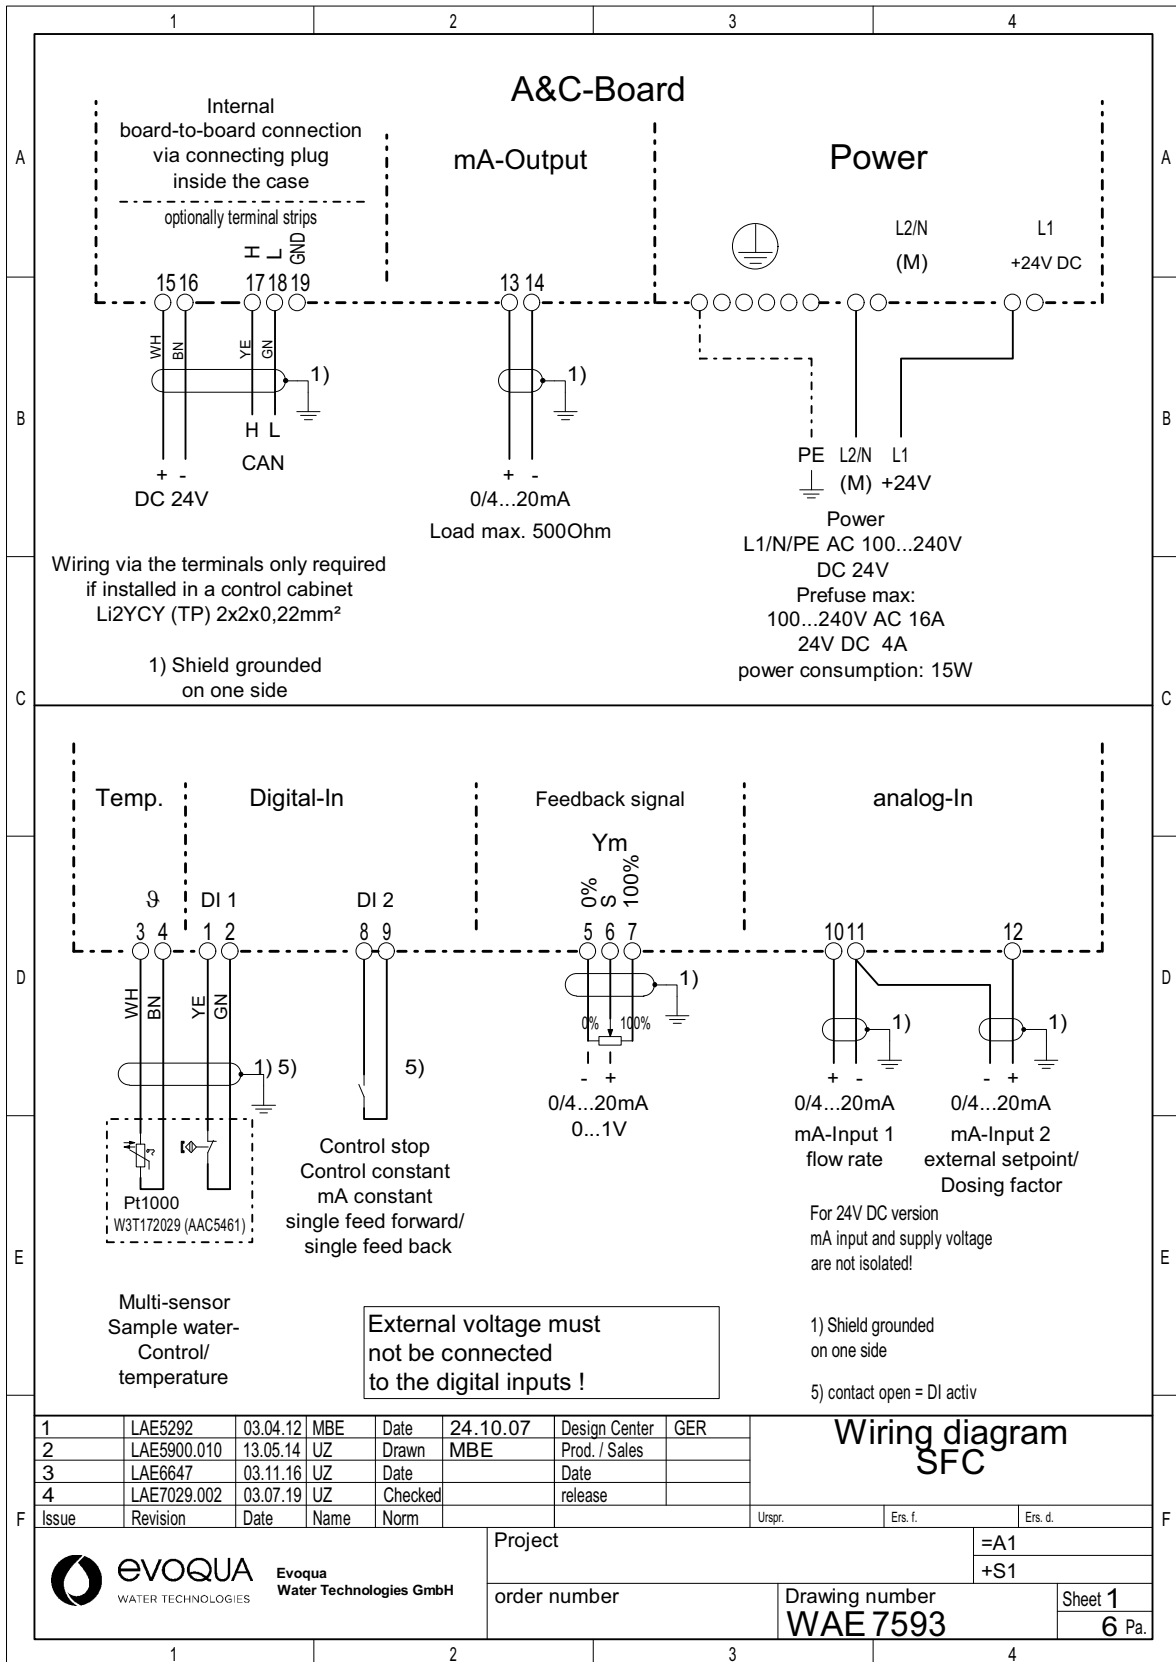 1 2 3 4
A&C-Board
Internal
board-to-board connection
via connecting plug
inside the case
optionally terminal strips
mA-Output
Power
A A
H L GND
L2/N L1
(M) +24V DC
15 16 17 18 19 13 14
WH BN YE GN
1) 1)
B B
H L
CAN
+ -
DC 24V
+ -
0/4...20mA
Load max. 500Ohm
PE L2/N L1
(M) +24V
Power
L1/N/PE AC 100...240V
DC 24V
Prefuse max:
100...240V AC 16A
24V DC 4A
power consumption: 15W
Wiring via the terminals only required
if installed in a control cabinet
Li2YCY (TP) 2x2x0,22mm²
1) Shield grounded
on one side
C C
Temp. Digital-In Feedback signal analog-In
Ym
0% S 100%
ϑ DI 1 DI 2
3 4 1 2 8 9 5 6 7 10 11 12
D D
WH BN YE GN
1) 5)
5)
1)
0% 100%
- +
0/4...20mA
0...1V
1)
+ -
0/4...20mA
mA-Input 1
flow rate
1)
- +
0/4...20mA
mA-Input 2
external setpoint/
Dosing factor
ϑ
Pt1000
W3T172029 (AAC5461)
Control stop
Control constant
mA constant
single feed forward/
single feed back
For 24V DC version
mA input and supply voltage
are not isolated!
E E
Multi-sensor
Sample water-
Control/
temperature
External voltage must
not be connected
to the digital inputs !
1) Shield grounded
on one side
5) contact open = DI activ
1 LAE5292 03.04.12 MBE Date 24.10.07 Design Center GER
2 LAE5900.010 13.05.14 UZ Drawn MBE Prod. / Sales
3 LAE6647 03.11.16 UZ Date Date
4 LAE7029.002 03.07.19 UZ Checked release
Issue Revision Date Name Norm
Wiring diagram
SFC
Urspr. Ers. f. Ers. d.
F F
evoqua
WATER TECHNOLOGIES
Evoqua
Water Technologies GmbH
Project
=A1
+S1
order number
Drawing number
WAE 7593
Sheet 1
6 Pa.
1 2 3 4